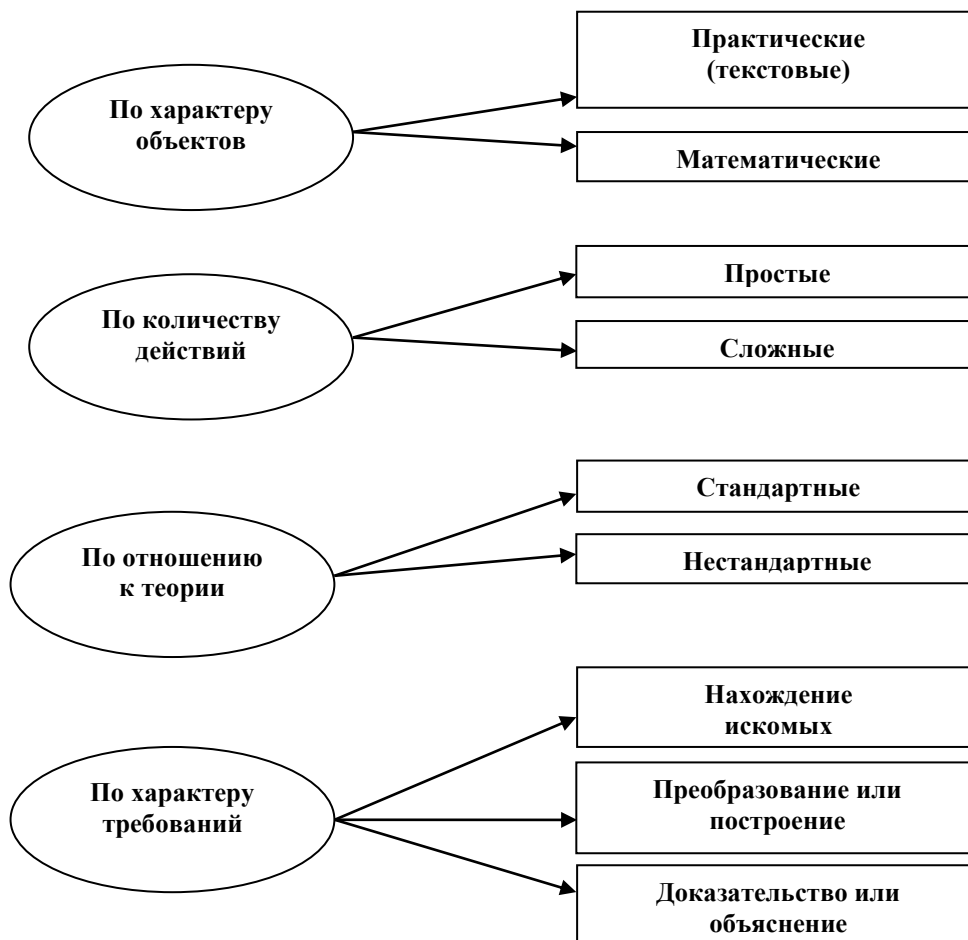 По характеру
объектов
Практические
(текстовые)
Математические
По количеству
действий
Простые
Сложные
По отношению
к теории
Стандартные
Нестандартные
По характеру
требований
Нахождение
искомых
Преобразование или
построение
Доказательство или
объяснение